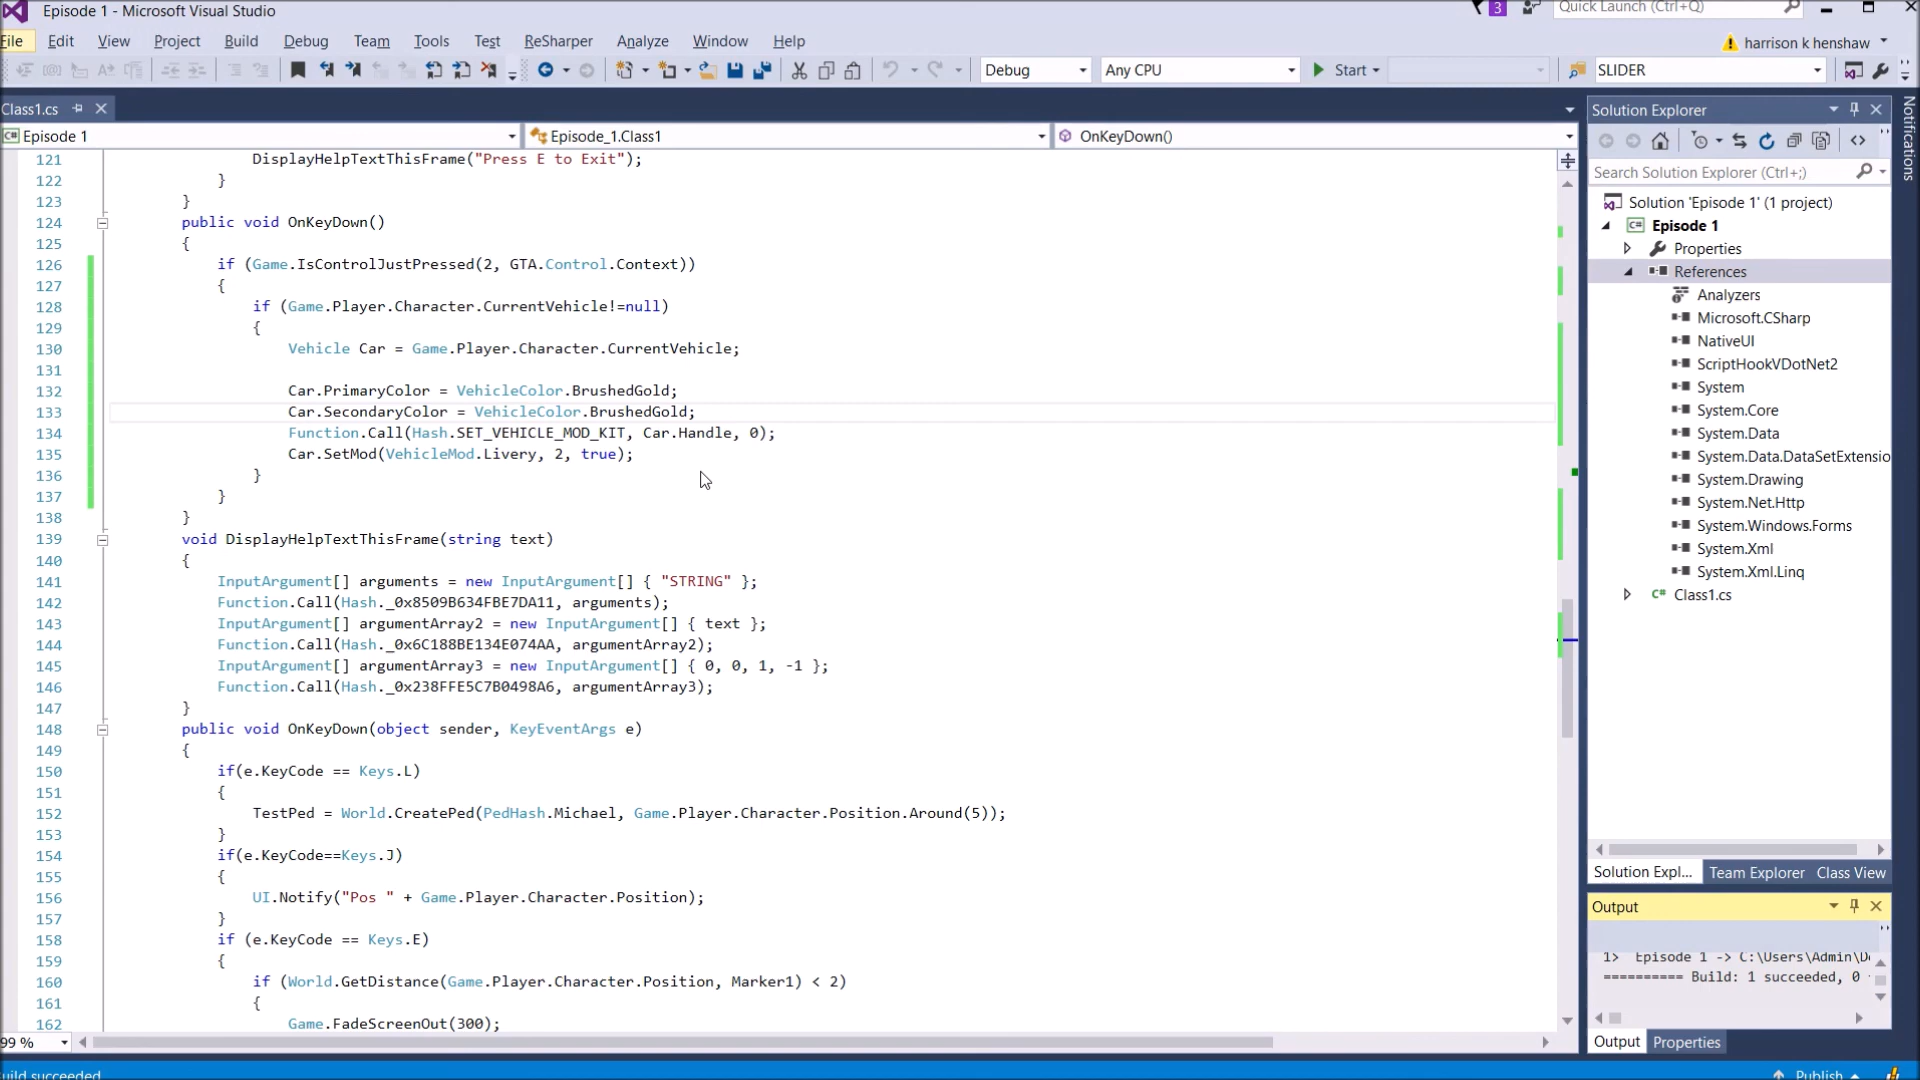 Episode 1 - Microsoft Visual Studio
3
Quick Launch (Ctrl+Q)
File Edit View Project Build Debug Team Tools Test ReSharper Analyze Window Help
harrison k henshaw
Debug Any CPU Start SLIDER
Class1.cs
Episode 1 Episode_1.Class1 OnKeyDown()
121 DisplayHelpTextThisFrame("Press E to Exit");
122 }
123 }
124 public void OnKeyDown()
125 {
126 if (Game.IsControlJustPressed(2, GTA.Control.Context))
127 {
128 if (Game.Player.Character.CurrentVehicle!=null)
129 {
130 Vehicle Car = Game.Player.Character.CurrentVehicle;
131
132 Car.PrimaryColor = VehicleColor.BrushedGold;
133 Car.SecondaryColor = VehicleColor.BrushedGold;
134 Function.Call(Hash.SET_VEHICLE_MOD_KIT, Car.Handle, 0);
135 Car.SetMod(VehicleMod.Livery, 2, true);
136 }
137 }
138 }
139 void DisplayHelpTextThisFrame(string text)
140 {
141 InputArgument[] arguments = new InputArgument[] { "STRING" };
142 Function.Call(Hash._0x8509B634FBE7DA11, arguments);
143 InputArgument[] argumentArray2 = new InputArgument[] { text };
144 Function.Call(Hash._0x6C188BE134E074AA, argumentArray2);
145 InputArgument[] argumentArray3 = new InputArgument[] { 0, 0, 1, -1 };
146 Function.Call(Hash._0x238FFE5C7B0498A6, argumentArray3);
147 }
148 public void OnKeyDown(object sender, KeyEventArgs e)
149 {
150 if(e.KeyCode == Keys.L)
151 {
152 TestPed = World.CreatePed(PedHash.Michael, Game.Player.Character.Position.Around(5));
153 }
154 if(e.KeyCode==Keys.J)
155 {
156 UI.Notify("Pos " + Game.Player.Character.Position);
157 }
158 if (e.KeyCode == Keys.E)
159 {
160 if (World.GetDistance(Game.Player.Character.Position, Marker1) < 2)
161 {
162 Game.FadeScreenOut(300);
99 %
Solution Explorer
Search Solution Explorer (Ctrl+;)
Solution 'Episode 1' (1 project)
C# Episode 1
Properties
References
Analyzers
Microsoft.CSharp
NativeUI
ScriptHookVDotNet2
System
System.Core
System.Data
System.Data.DataSetExtensio
System.Drawing
System.Net.Http
System.Windows.Forms
System.Xml
System.Xml.Linq
C# Class1.cs
Solution Expl... Team Explorer Class View
Output
1> Episode 1 -> C:\Users\Admin\De
========== Build: 1 succeeded, 0
Output Properties
Build succeeded
Publish
Notifications